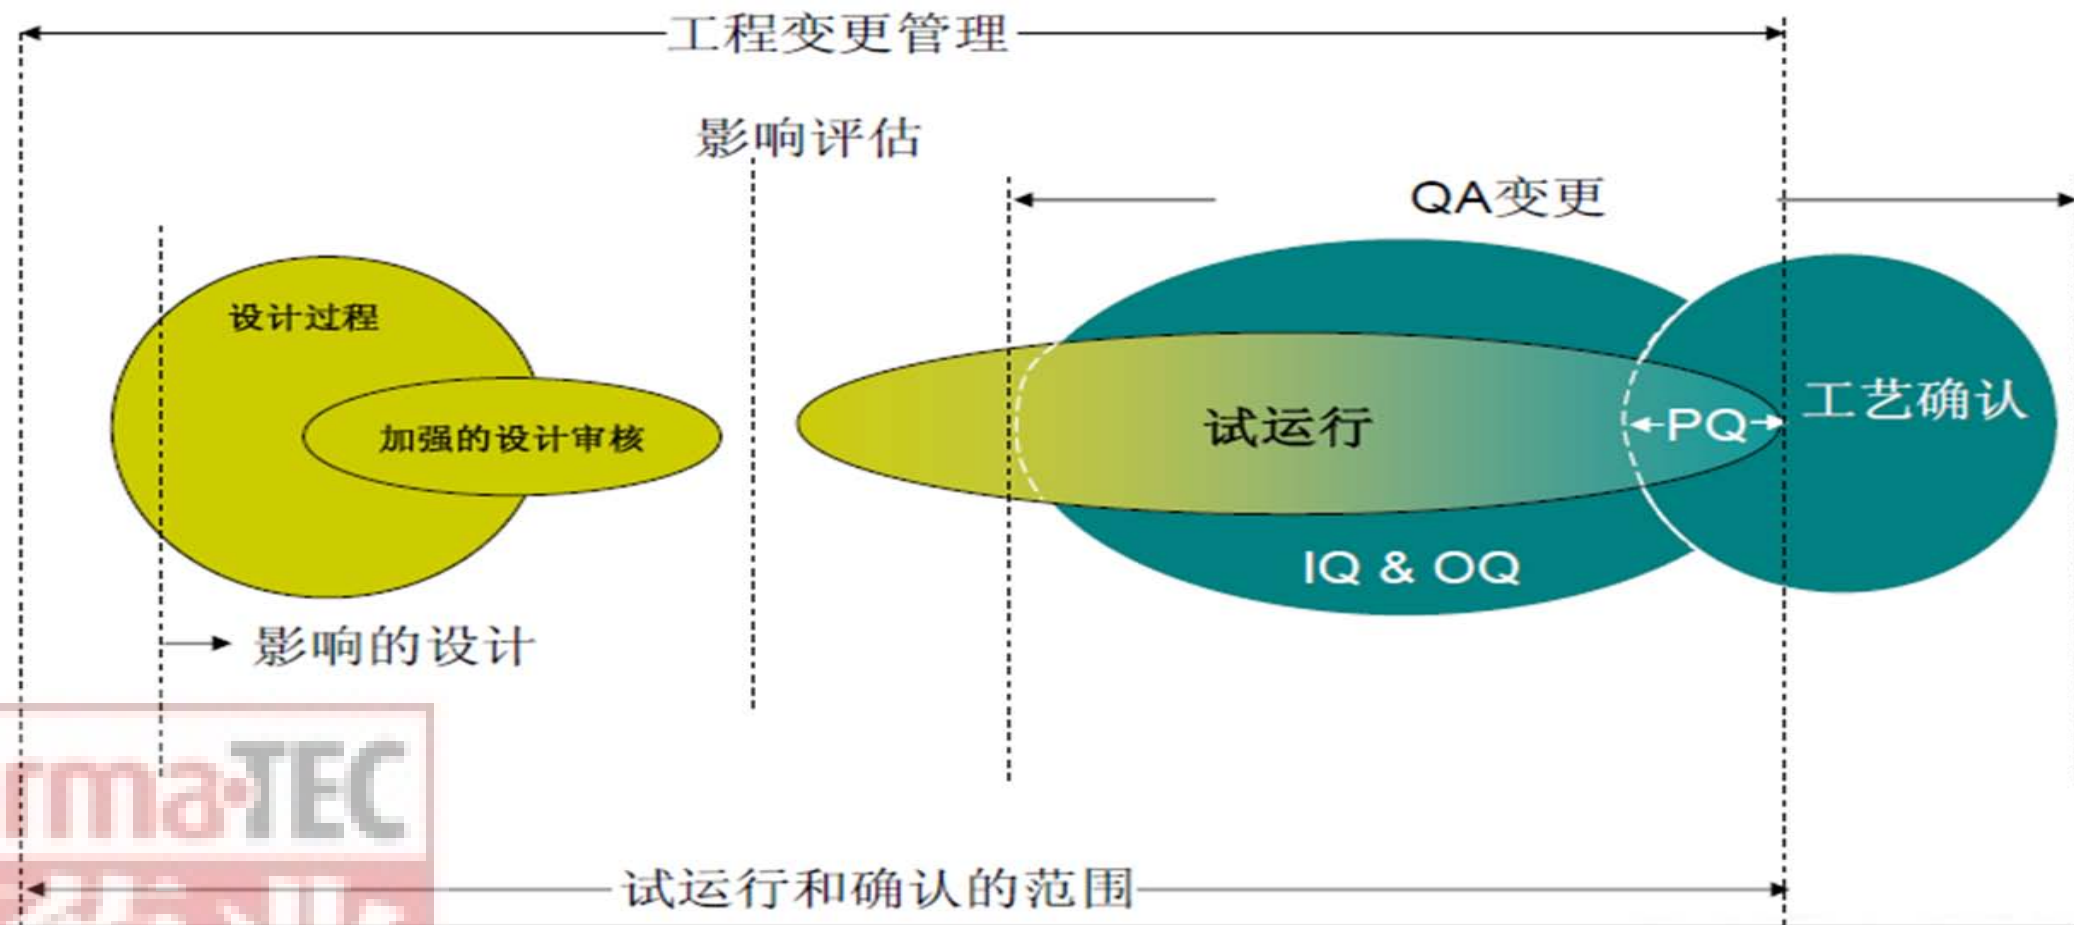 工程变更管理
影响评估
QA变更
设计过程
加强的设计审核
试运行
PQ
工艺确认
IQ & OQ
影响的设计
rma·TEC
试运行和确认的范围